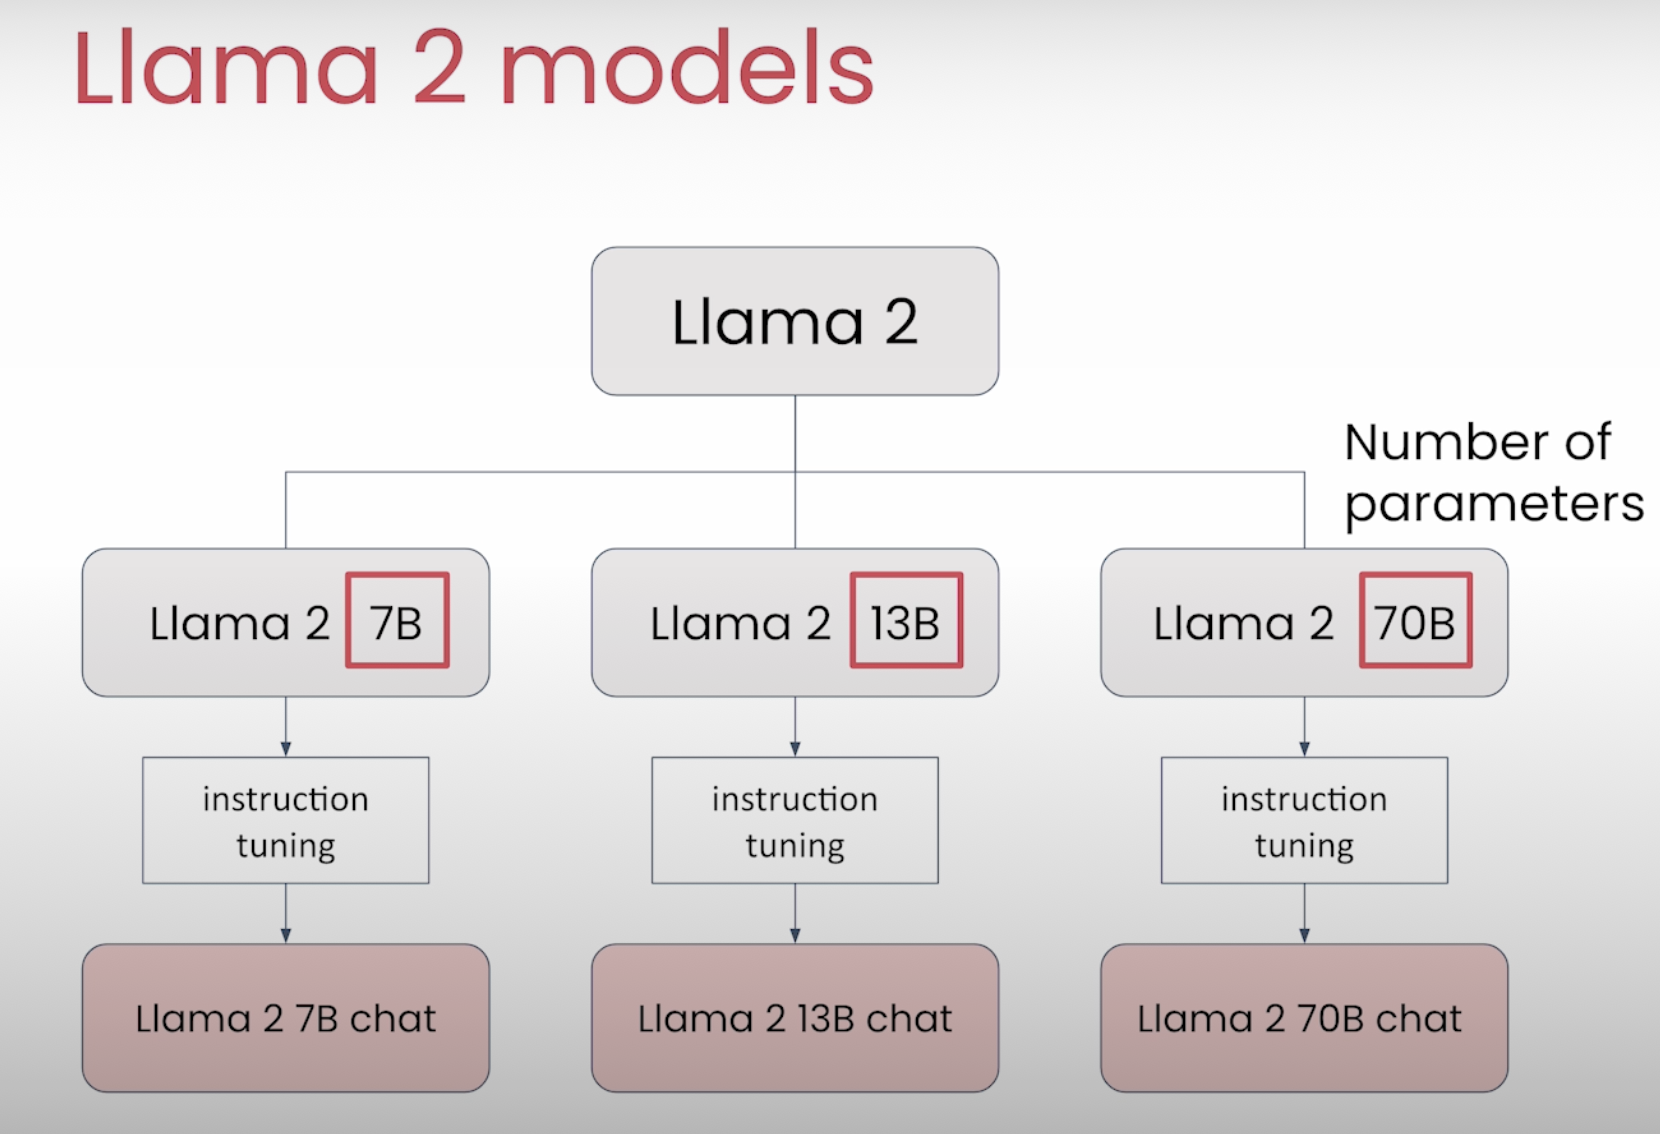 Llama 2 models
Llama 2
Number of
parameters
Llama 2 7B
Llama 2 13B
Llama 2 70B
instruction
tuning
instruction
tuning
instruction
tuning
Llama 2 7B chat
Llama 2 13B chat
Llama 2 70B chat